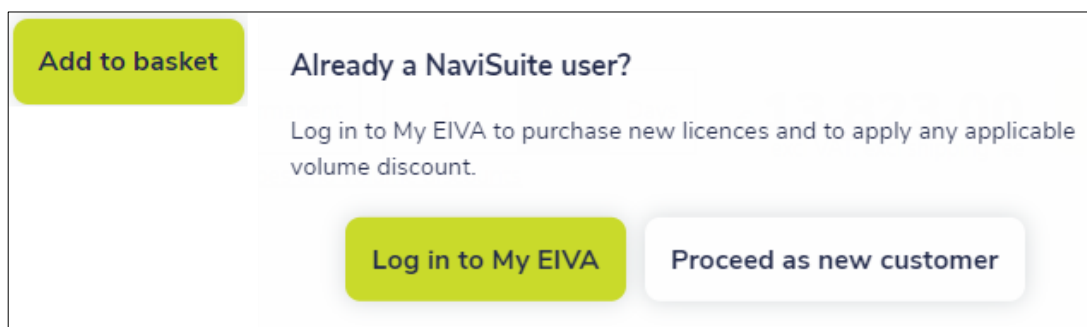 Add to basket
Already a NaviSuite user?
Log in to My EIVA to purchase new licences and to apply any applicable
volume discount.
Log in to My EIVA
Proceed as new customer